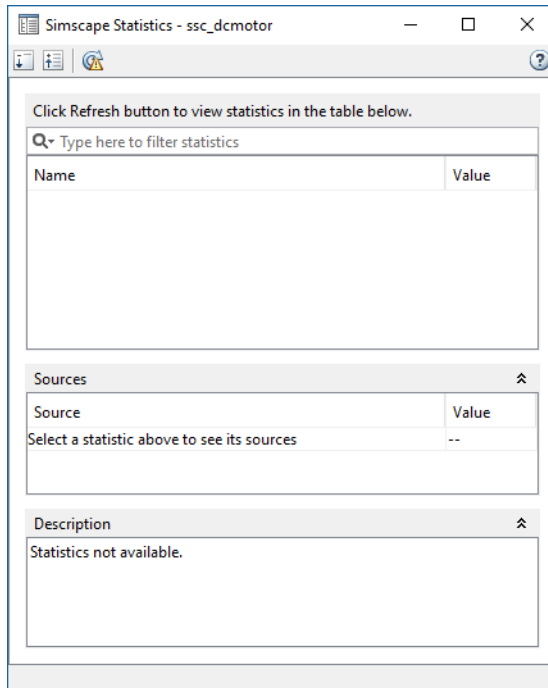 Simscape Statistics - ssc_dcmotor
Click Refresh button to view statistics in the table below.
Type here to filter statistics
Name Value
Sources
Source Value
Select a statistic above to see its sources --
Description
Statistics not available.